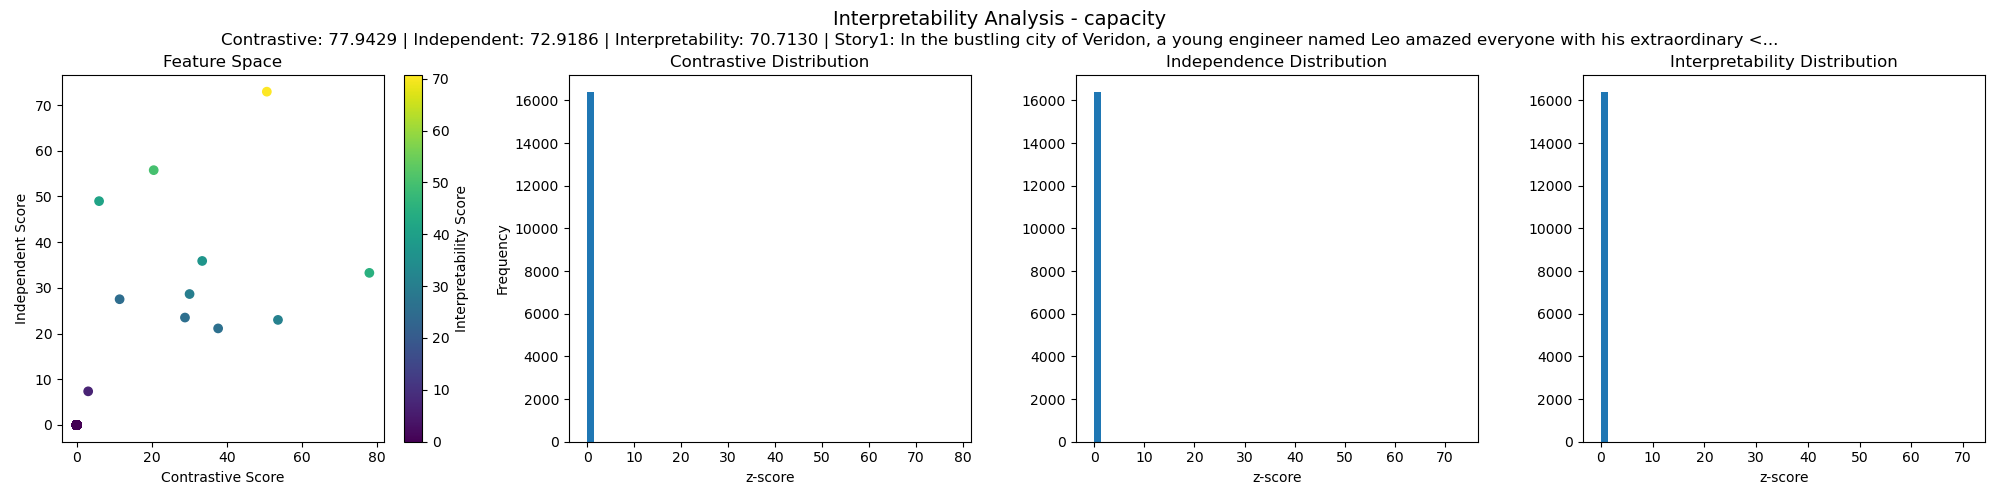 Interpretability Analysis - capacity
Contrastive: 77.9429 | Independent: 72.9186 | Interpretability: 70.7130 | Story1: In the bustling city of Veridon, a young engineer named Leo amazed everyone with his extraordinary <...
Feature Space
Independent Score
70
60
50
40
30
20
10
0
0 20 40 60 80
Contrastive Score
70
60
50
40
30
20
10
0
Interpretability Score
Contrastive Distribution
Frequency
16000
14000
12000
10000
8000
6000
4000
2000
0
0 10 20 30 40 50 60 70 80
z-score
Independence Distribution
16000
14000
12000
10000
8000
6000
4000
2000
0
0 10 20 30 40 50 60 70
z-score
Interpretability Distribution
16000
14000
12000
10000
8000
6000
4000
2000
0
0 10 20 30 40 50 60 70
z-score